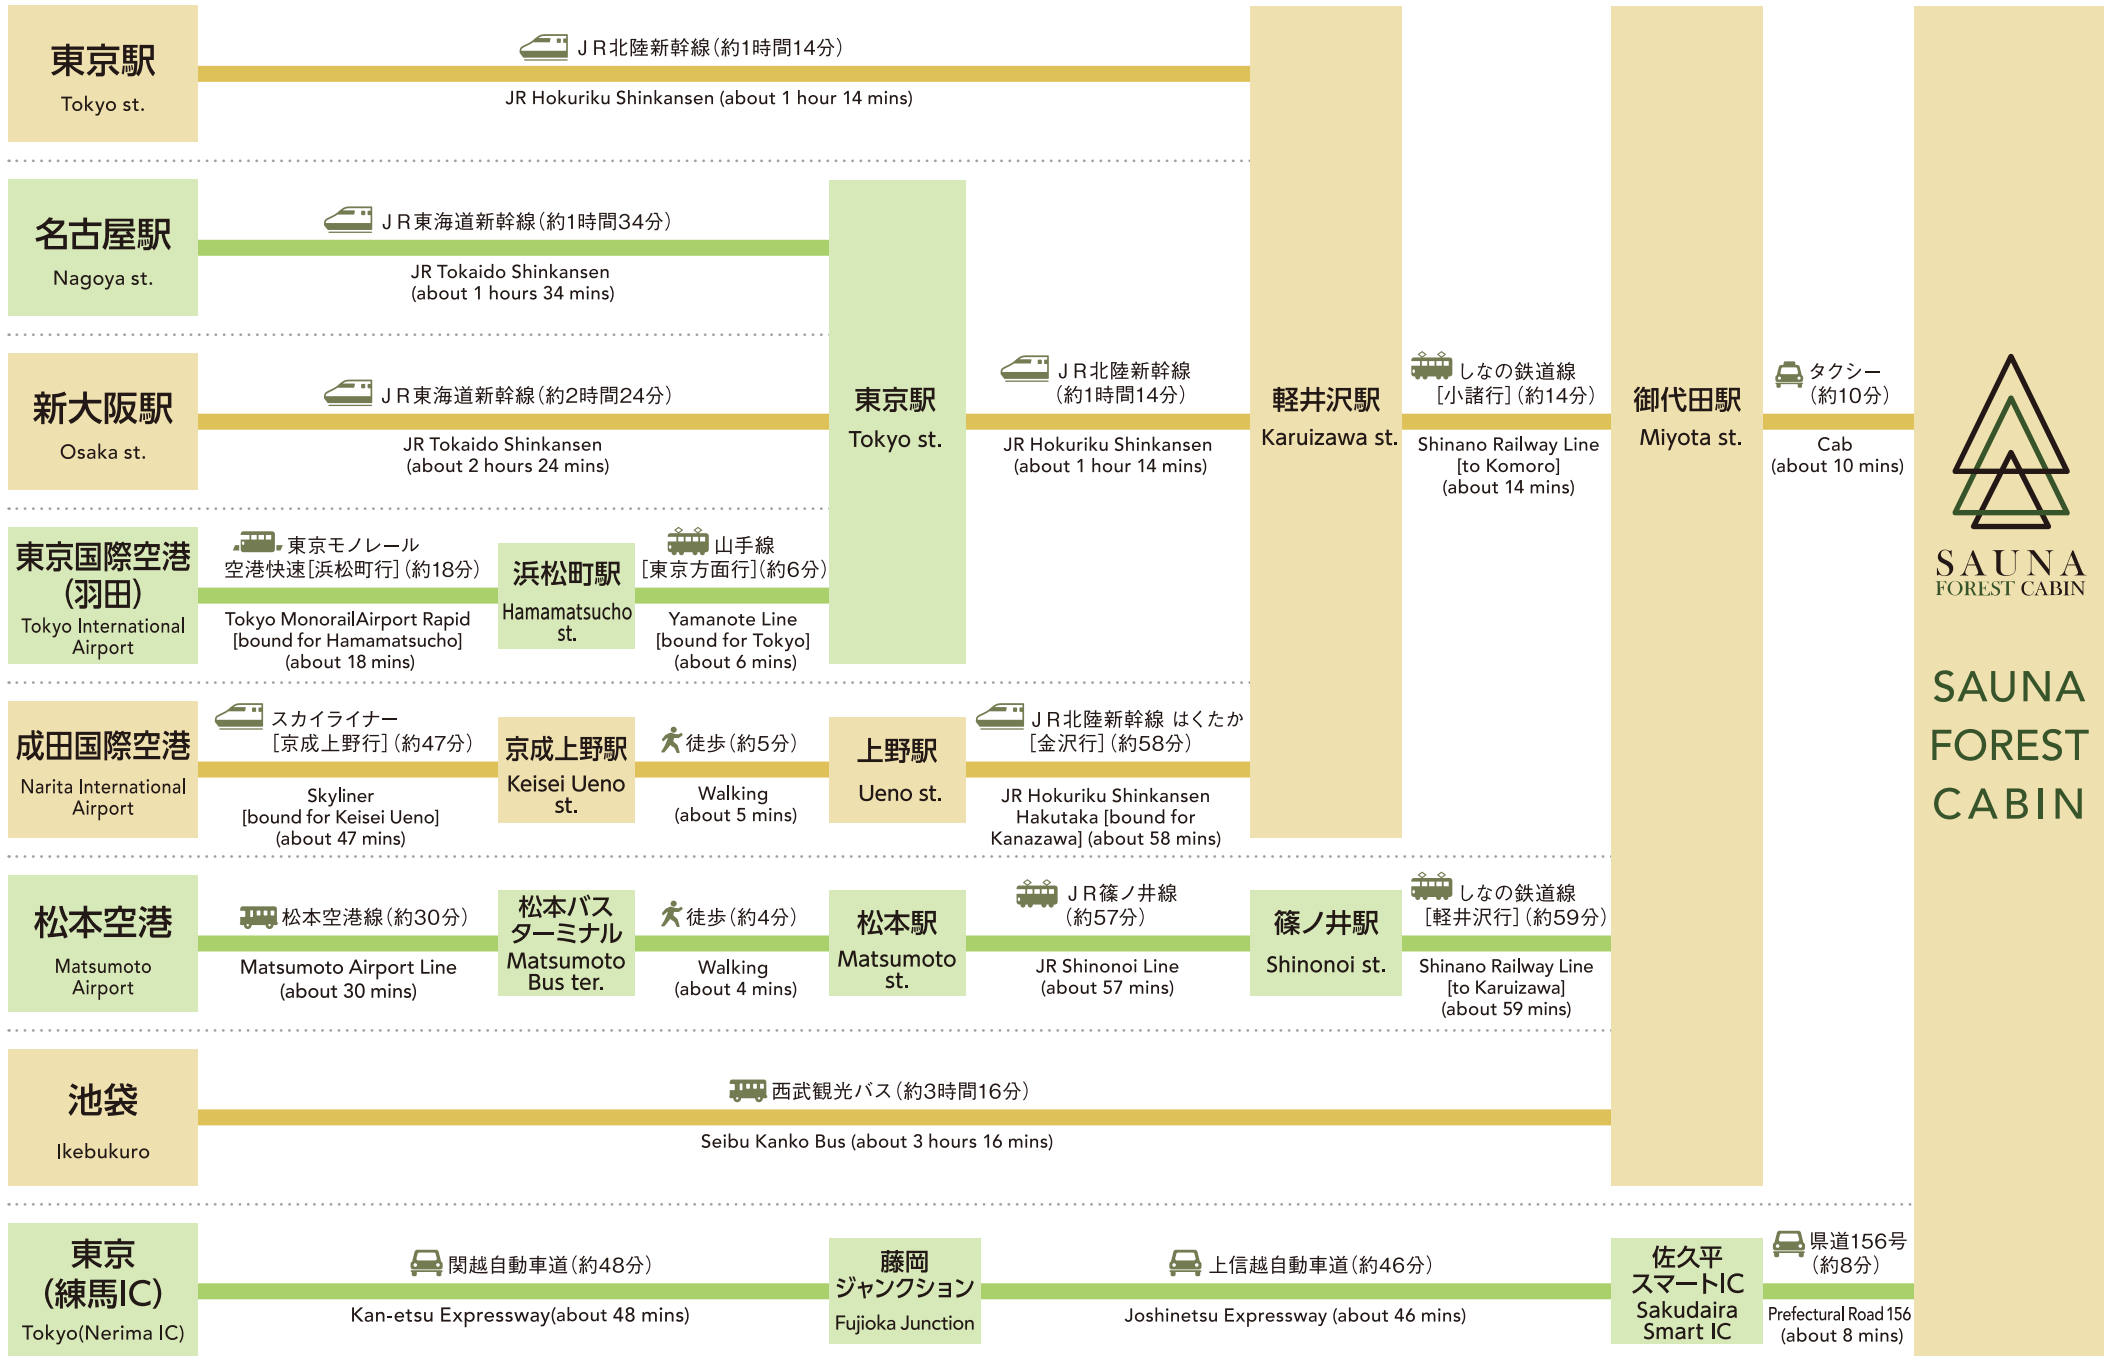 東京駅
Tokyo st.
JR北陸新幹線(約1時間14分)
JR Hokuriku Shinkansen (about 1 hour 14 mins)
名古屋駅
Nagoya st.
JR東海道新幹線(約1時間34分)
JR Tokaido Shinkansen
(about 1 hours 34 mins)
新大阪駅
Osaka st.
JR東海道新幹線(約2時間24分)
JR Tokaido Shinkansen
(about 2 hours 24 mins)
東京駅
Tokyo st.
JR北陸新幹線
(約1時間14分)
JR Hokuriku Shinkansen
(about 1 hour 14 mins)
軽井沢駅
Karuizawa st.
しなの鉄道線
[小諸行](約14分)
Shinano Railway Line
[to Komoro]
(about 14 mins)
御代田駅
Miyota st.
タクシー
(約10分)
Cab
(about 10 mins)
SAUNA
FOREST CABIN
SAUNA
FOREST
CABIN
東京国際空港
(羽田)
Tokyo International
Airport
東京モノレール
空港快速[浜松町行](約18分)
Tokyo MonorailAirport Rapid
[bound for Hamamatsucho]
(about 18 mins)
浜松町駅
Hamamatsucho
st.
山手線
[東京方面行](約6分)
Yamanote Line
[bound for Tokyo]
(about 6 mins)
成田国際空港
Narita International
Airport
スカイライナー
[京成上野行](約47分)
Skyliner
[bound for Keisei Ueno]
(about 47 mins)
京成上野駅
Keisei Ueno
st.
徒歩(約5分)
Walking
(about 5 mins)
上野駅
Ueno st.
JR北陸新幹線 はくたか
[金沢行](約58分)
JR Hokuriku Shinkansen
Hakutaka [bound for
Kanazawa] (about 58 mins)
松本空港
Matsumoto
Airport
松本空港線(約30分)
Matsumoto Airport Line
(about 30 mins)
松本バス
ターミナル
Matsumoto
Bus ter.
徒歩(約4分)
Walking
(about 4 mins)
松本駅
Matsumoto
st.
JR篠ノ井線
(約57分)
JR Shinonoi Line
(about 57 mins)
篠ノ井駅
Shinonoi st.
しなの鉄道線
[軽井沢行](約59分)
Shinano Railway Line
[to Karuizawa]
(about 59 mins)
池袋
Ikebukuro
西武観光バス(約3時間16分)
Seibu Kanko Bus (about 3 hours 16 mins)
東京
(練馬IC)
Tokyo(Nerima IC)
関越自動車道(約48分)
Kan-etsu Expressway(about 48 mins)
藤岡
ジャンクション
Fujioka Junction
上信越自動車道(約46分)
Joshinetsu Expressway (about 46 mins)
佐久平
スマートIC
Sakudaira
Smart IC
県道156号
(約8分)
Prefectural Road 156
(about 8 mins)